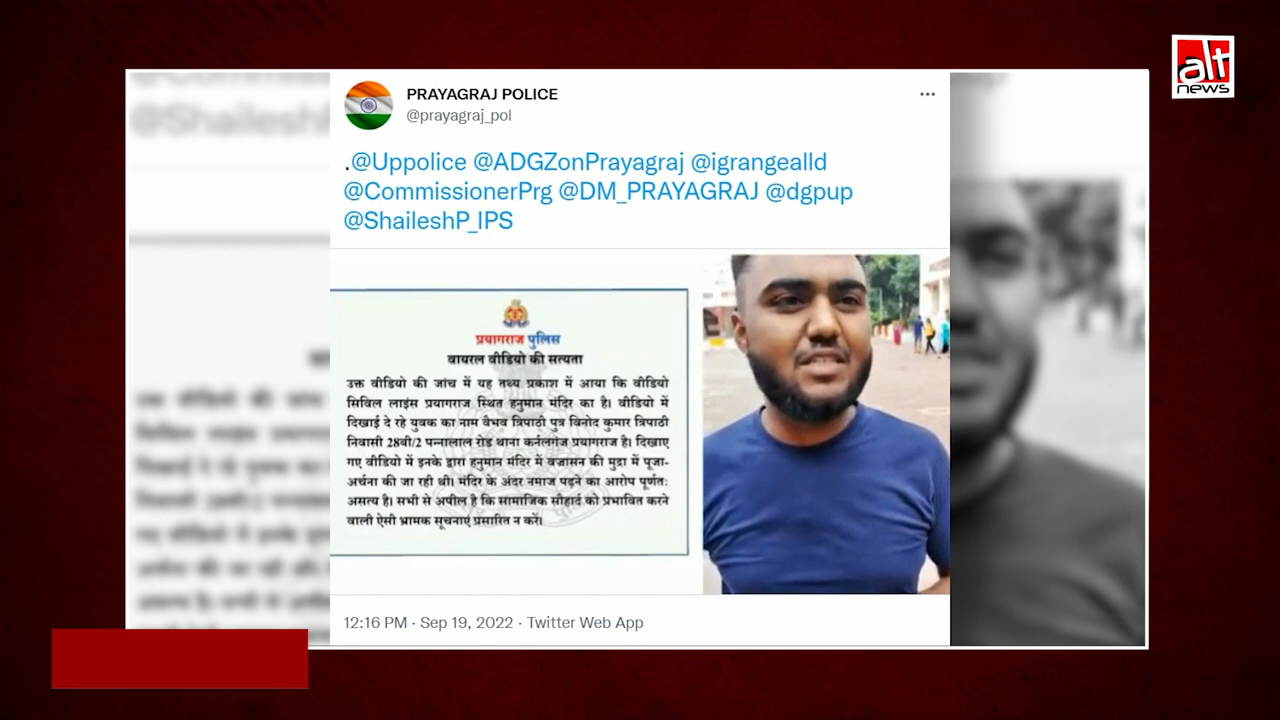 alt
news
PRAYAGRAJ POLICE
@prayagraj_pol
.@Uppolice @ADGZonPrayagraj @igrangealld
@CommissionerPrg @DM_PRAYAGRAJ @dgpup
@ShaileshP_IPS
प्रयागराज पुलिस
वायरल वीडियो की सत्यता
उक्त वीडियो की जांच में यह तथ्य प्रकाश में आया कि वीडियो
सिविल लाइंस प्रयागराज स्थित हनुमान मंदिर का है। वीडियो में
दिखाई दे रहे युवक का नाम वैभव त्रिपाठी पुत्र विनोद कुमार त्रिपाठी
निवासी 28बी/2 पन्नालाल रोड थाना कर्नलगंज प्रयागराज है। दिखाए
गए वीडियो में इनके द्वारा हनुमान मंदिर में वज्रासन की मुद्रा में पूजा-
अर्चना की जा रही थी। मंदिर के अंदर नमाज पढ़ने का आरोप पूर्णतः
असत्य है। सभी से अपील है कि सामाजिक सौहार्द को प्रभावित करने
वाली ऐसी भ्रामक सूचनाएं प्रसारित न करें।
12:16 PM · Sep 19, 2022 · Twitter Web App